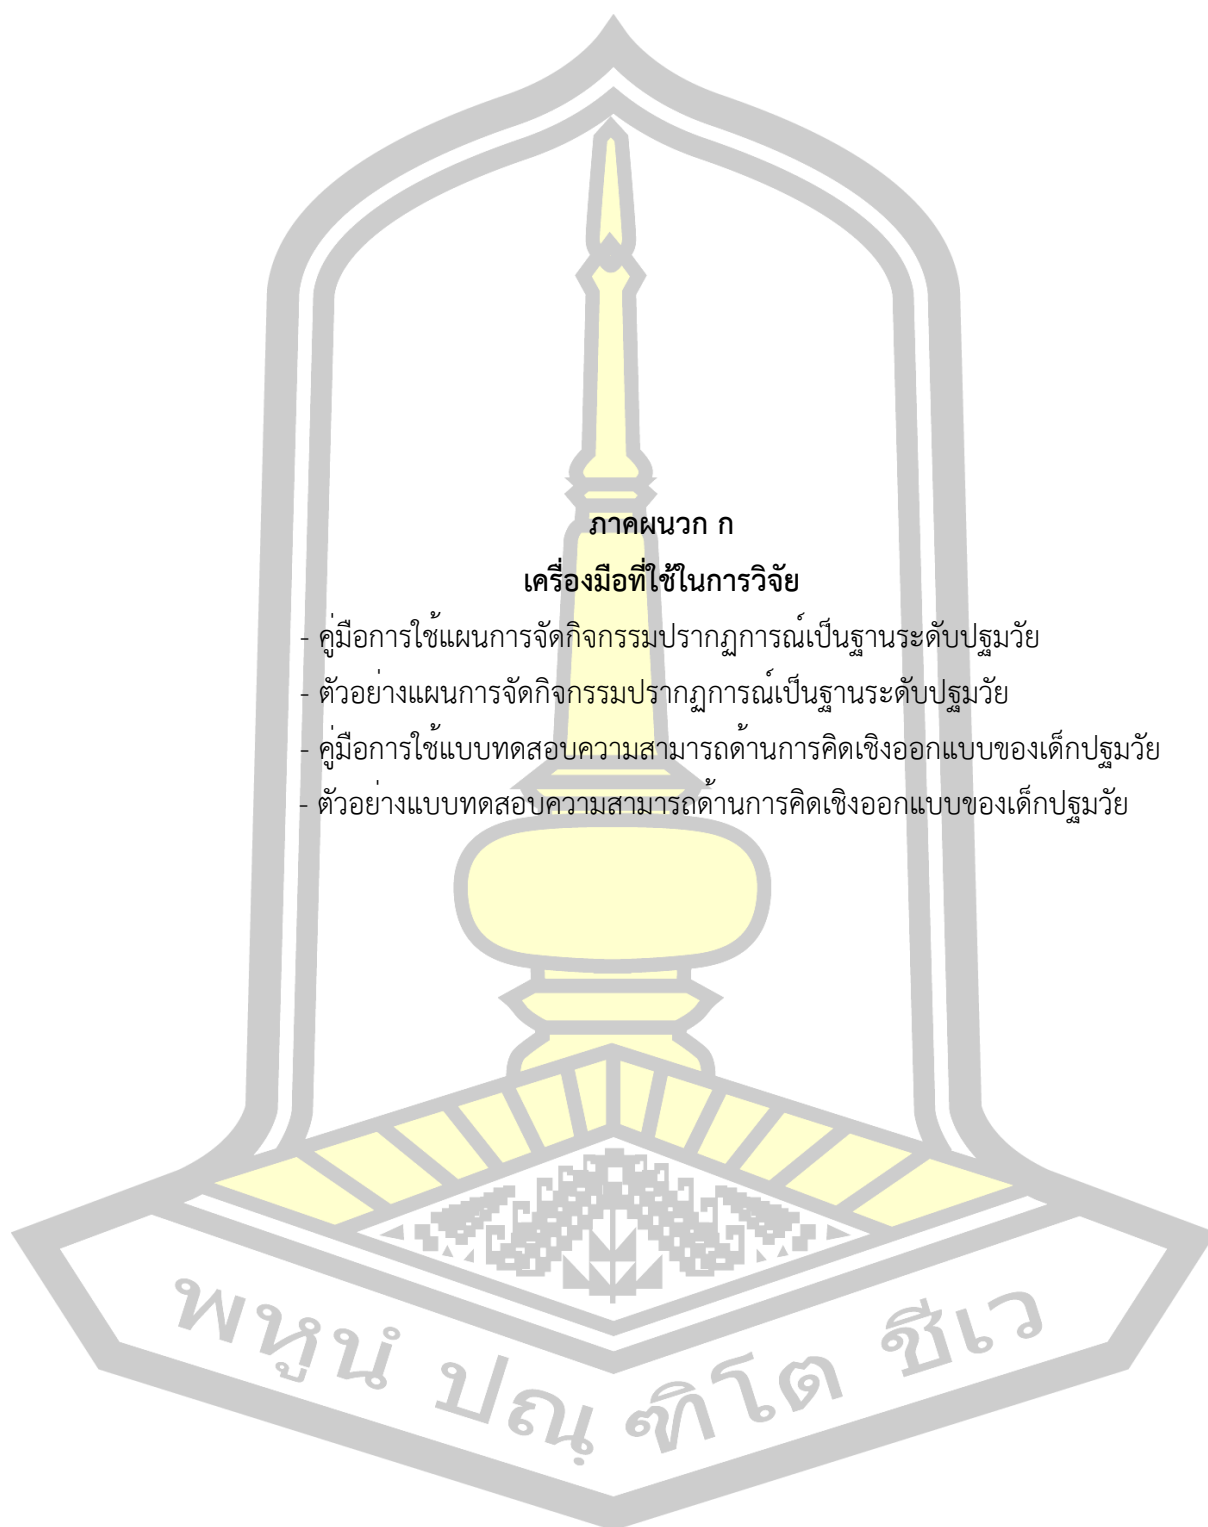 ภาคผนวก ก
เครื่องมือที่ใช้ในการวิจัย
- คู่มือการใช้แผนการจัดกิจกรรมปรากฏการณ์เป็นฐานระดับปฐมวัย
- ตัวอย่างแผนการจัดกิจกรรมปรากฏการณ์เป็นฐานระดับปฐมวัย
- คู่มือการใช้แบบทดสอบความสามารถด้านการคิดเชิงออกแบบของเด็กปฐมวัย
- ตัวอย่างแบบทดสอบความสามารถด้านการคิดเชิงออกแบบของเด็กปฐมวัย
พหูนํ ปณฺฑิโต ชีเว